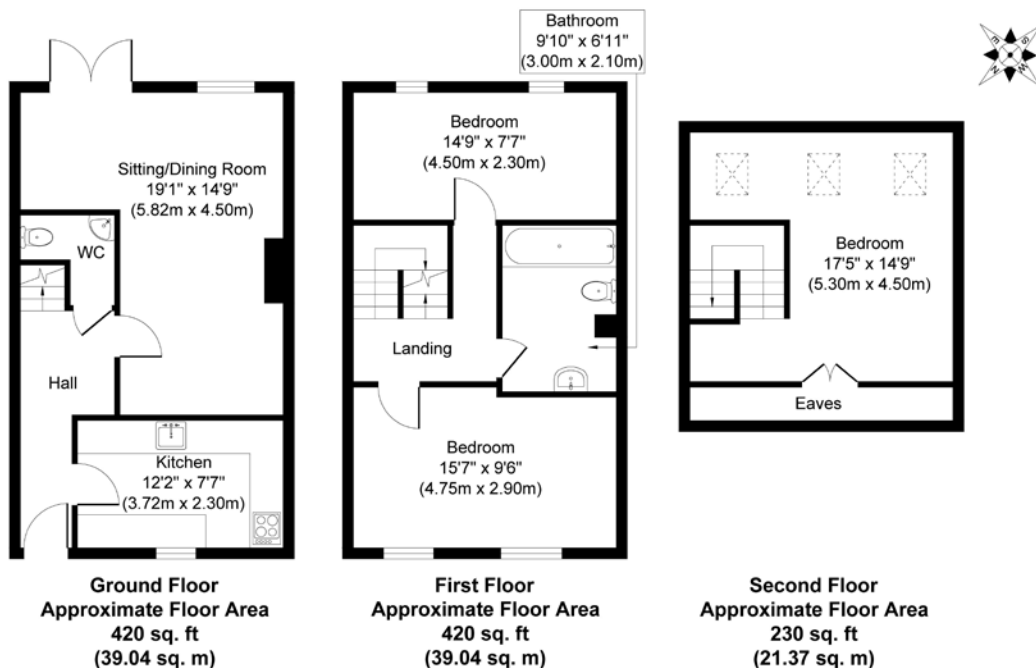 Bathroom
9'10" x 6'11"
(3.00m x 2.10m)
Sitting/Dining Room
19'1" x 14'9"
(5.82m x 4.50m)
WC
Hall
Kitchen
12'2" x 7'7"
(3.72m x 2.30m)
Ground Floor
Approximate Floor Area
420 sq. ft
(39.04 sq. m)
Bedroom
14'9" x 7'7"
(4.50m x 2.30m)
Landing
Bedroom
15'7" x 9'6"
(4.75m x 2.90m)
First Floor
Approximate Floor Area
420 sq. ft
(39.04 sq. m)
E
S
N
W
Bedroom
17'5" x 14'9"
(5.30m x 4.50m)
Eaves
Second Floor
Approximate Floor Area
230 sq. ft
(21.37 sq. m)